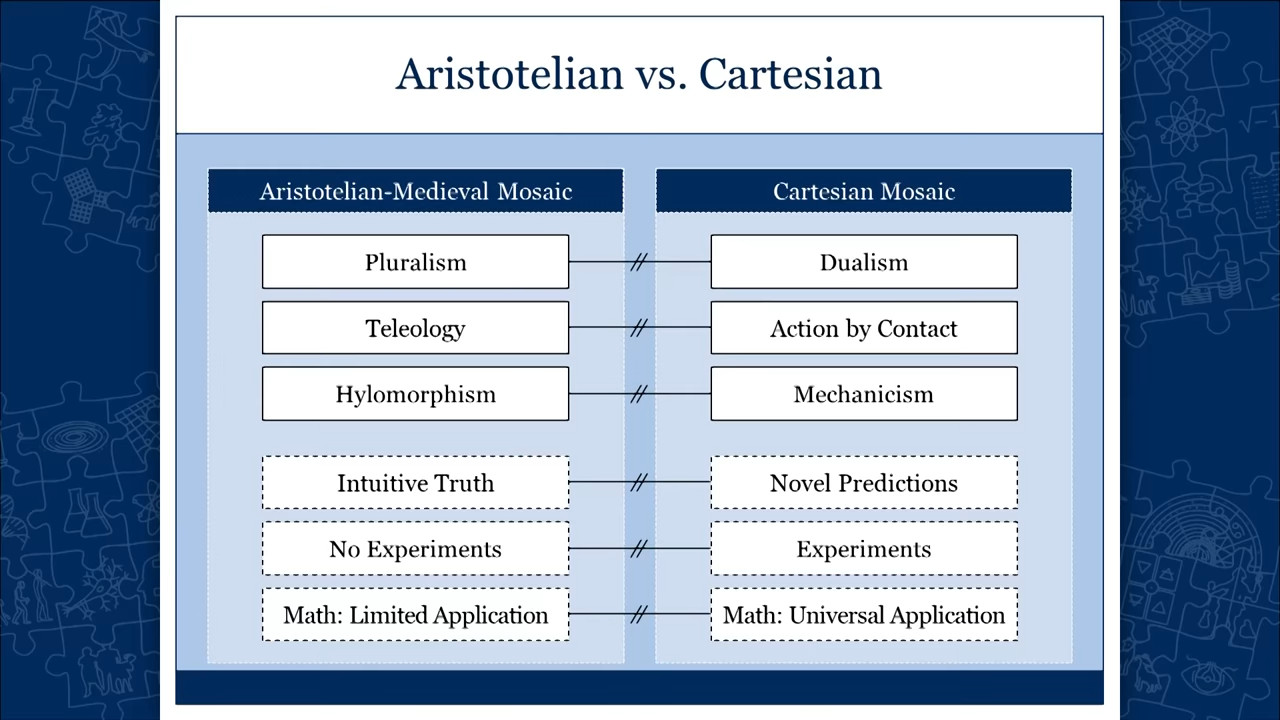 Aristotelian vs. Cartesian
Aristotelian-Medieval Mosaic
Cartesian Mosaic
Pluralism
Dualism
Teleology
Action by Contact
Hylomorphism
Mechanicism
Intuitive Truth
Novel Predictions
No Experiments
Experiments
Math: Limited Application
Math: Universal Application